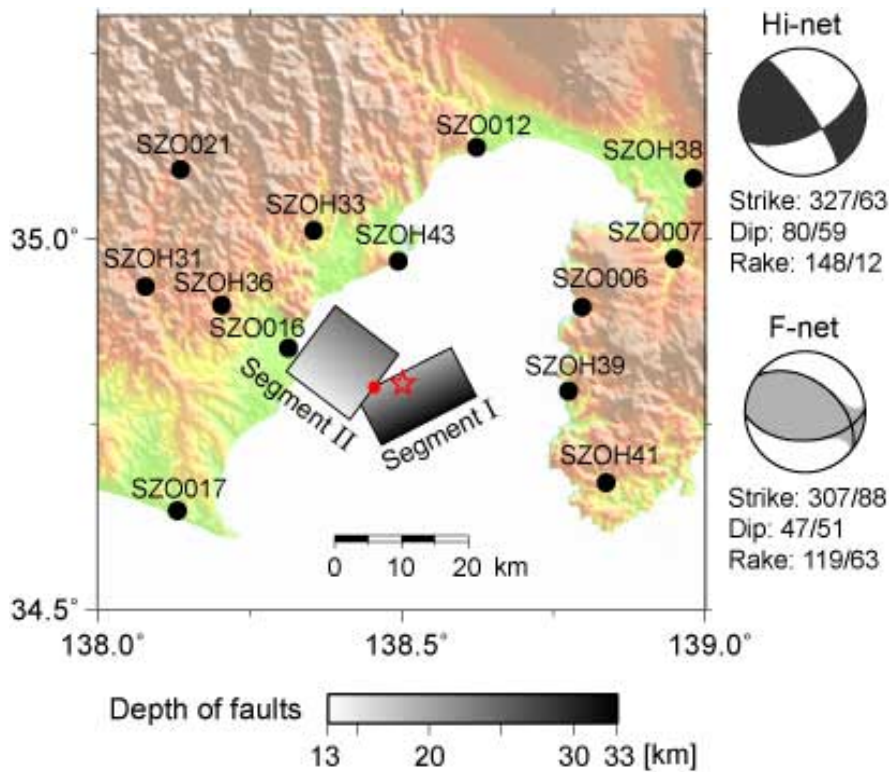 Hi-net
SZO012
SZO021
SZOH38
Strike: 327/63
SZOH33
SZOH43
SZO007
Dip: 80/59
35.0°
SZOH31
Rake: 148/12
SZOH36
SZO006
SZO016
F-net
SZOH39
Segment II
Segment I
SZOH41
SZO017
Strike: 307/88
Dip: 47/51
Rake: 119/63
0 10 20 km
34.5°
138.0° 138.5° 139.0°
Depth of faults
13 20 30 33 [km]